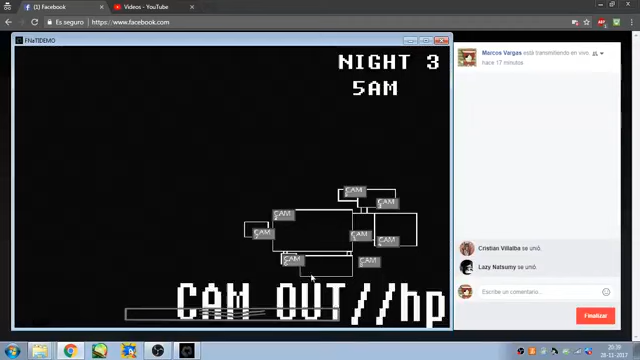 (1) Facebook
Videos - YouTube
Es seguro
https://www.facebook.com
FNaTIDEMO
NIGHT 3
5AM
CAM
CAM
CAM
CAM
CAM
CAM
CAM
CAM
CAM OUT//hp
Marcos Vargas está transmitiendo en vivo.
hace 17 minutos
Cristian Villalba se unió.
Lazy Natsumy se unió.
Escribe un comentario...
Finalizar
20:39
28-11-2017